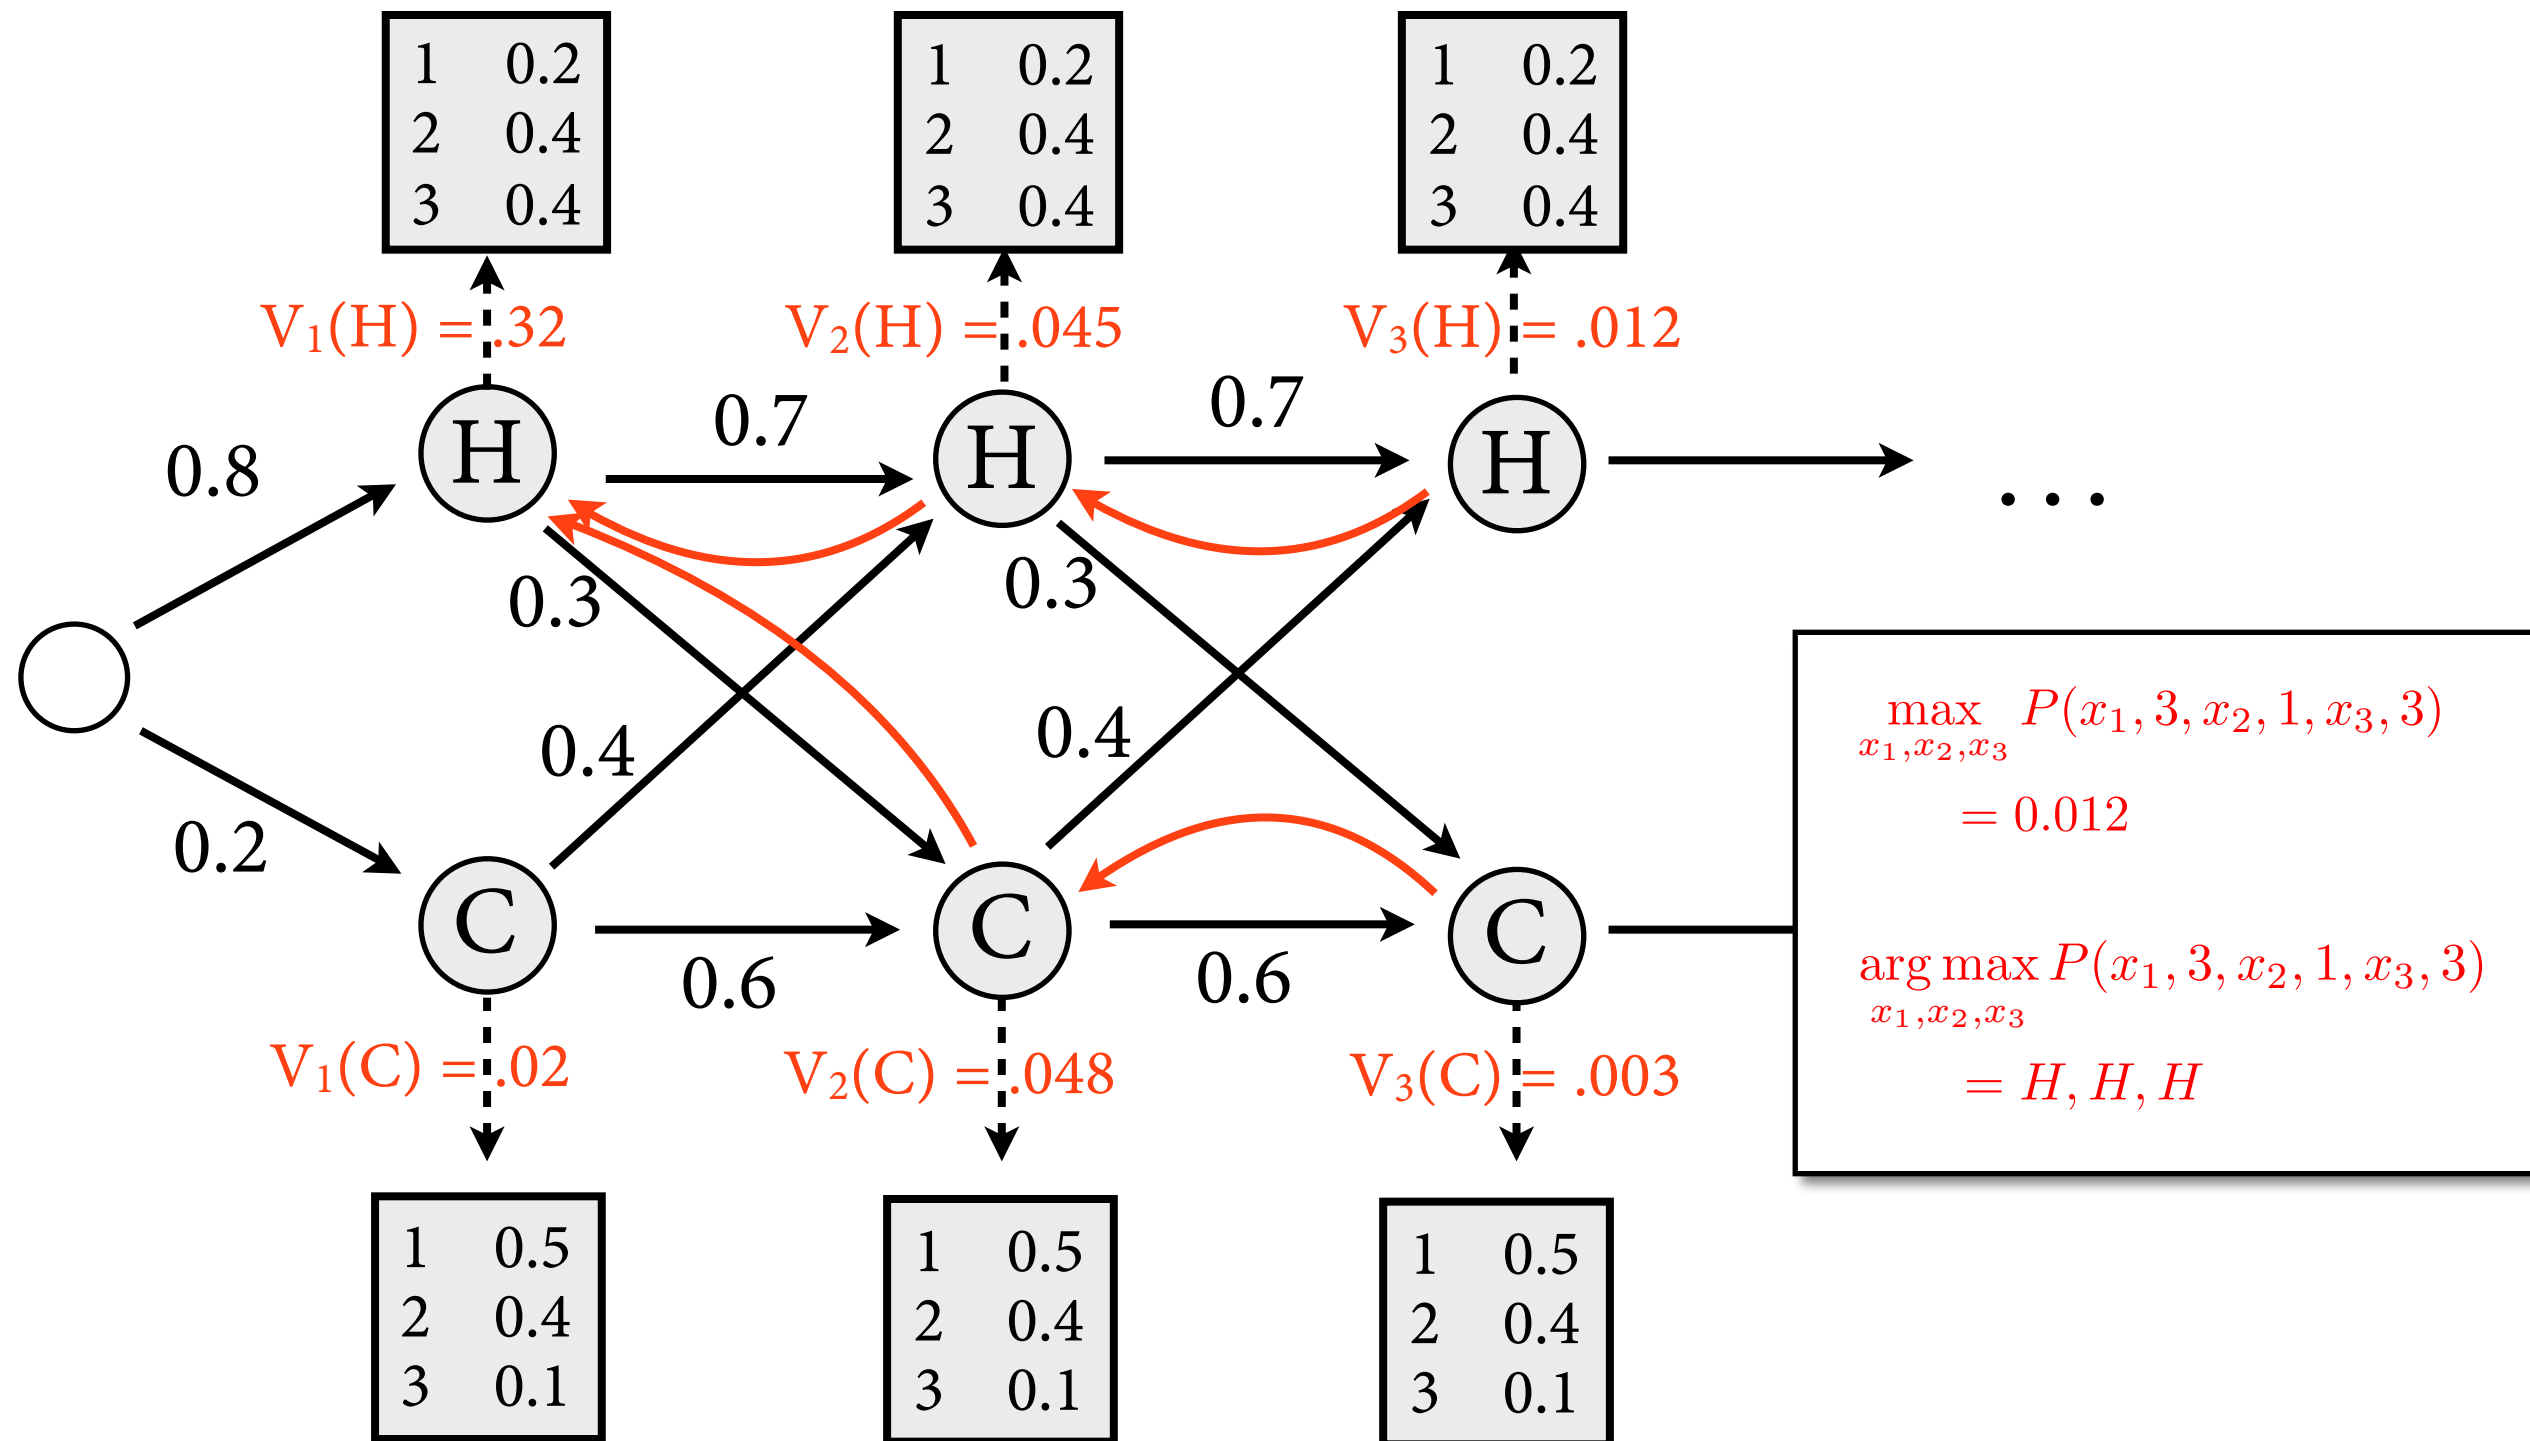 1 0.2
2 0.4
3 0.4
1 0.2
2 0.4
3 0.4
1 0.2
2 0.4
3 0.4
V₁(H) = .32
V₂(H) = .045
V₃(H) = .012
0.8
H
0.7
H
0.7
H
...
0.3
0.3
0.4
0.4
0.2
C
0.6
C
0.6
C
V₁(C) = .02
V₂(C) = .048
V₃(C) = .003
max P(x₁, 3, x₂, 1, x₃, 3)
x₁,x₂,x₃
= 0.012
arg max P(x₁, 3, x₂, 1, x₃, 3)
x₁,x₂,x₃
= H, H, H
1 0.5
2 0.4
3 0.1
1 0.5
2 0.4
3 0.1
1 0.5
2 0.4
3 0.1